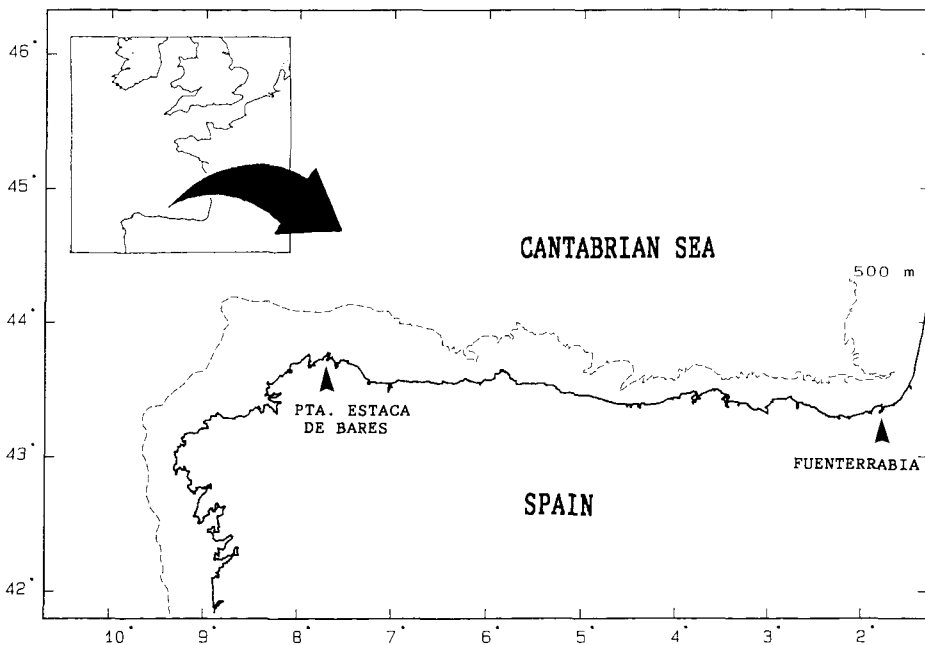 46°
45°
CANTABRIAN SEA
500 m
44°
PTA. ESTACA
DE BARES
43°
FUENTERRABIA
SPAIN
42°
10° 9° 8° 7° 6° 5° 4° 3° 2°